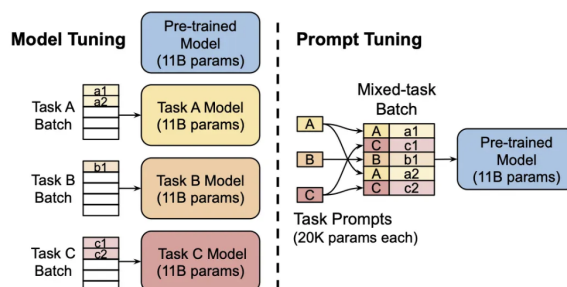 Model Tuning
Pre-trained
Model
(11B params)
a1
a2
Task A
Batch
Task A Model
(11B params)
b1
Task B
Batch
Task B Model
(11B params)
c1
c2
Task C
Batch
Task C Model
(11B params)
Prompt Tuning
Mixed-task
Batch
A
B
C
A a1
C c1
B b1
A a2
C c2
Pre-trained
Model
(11B params)
Task Prompts
(20K params each)